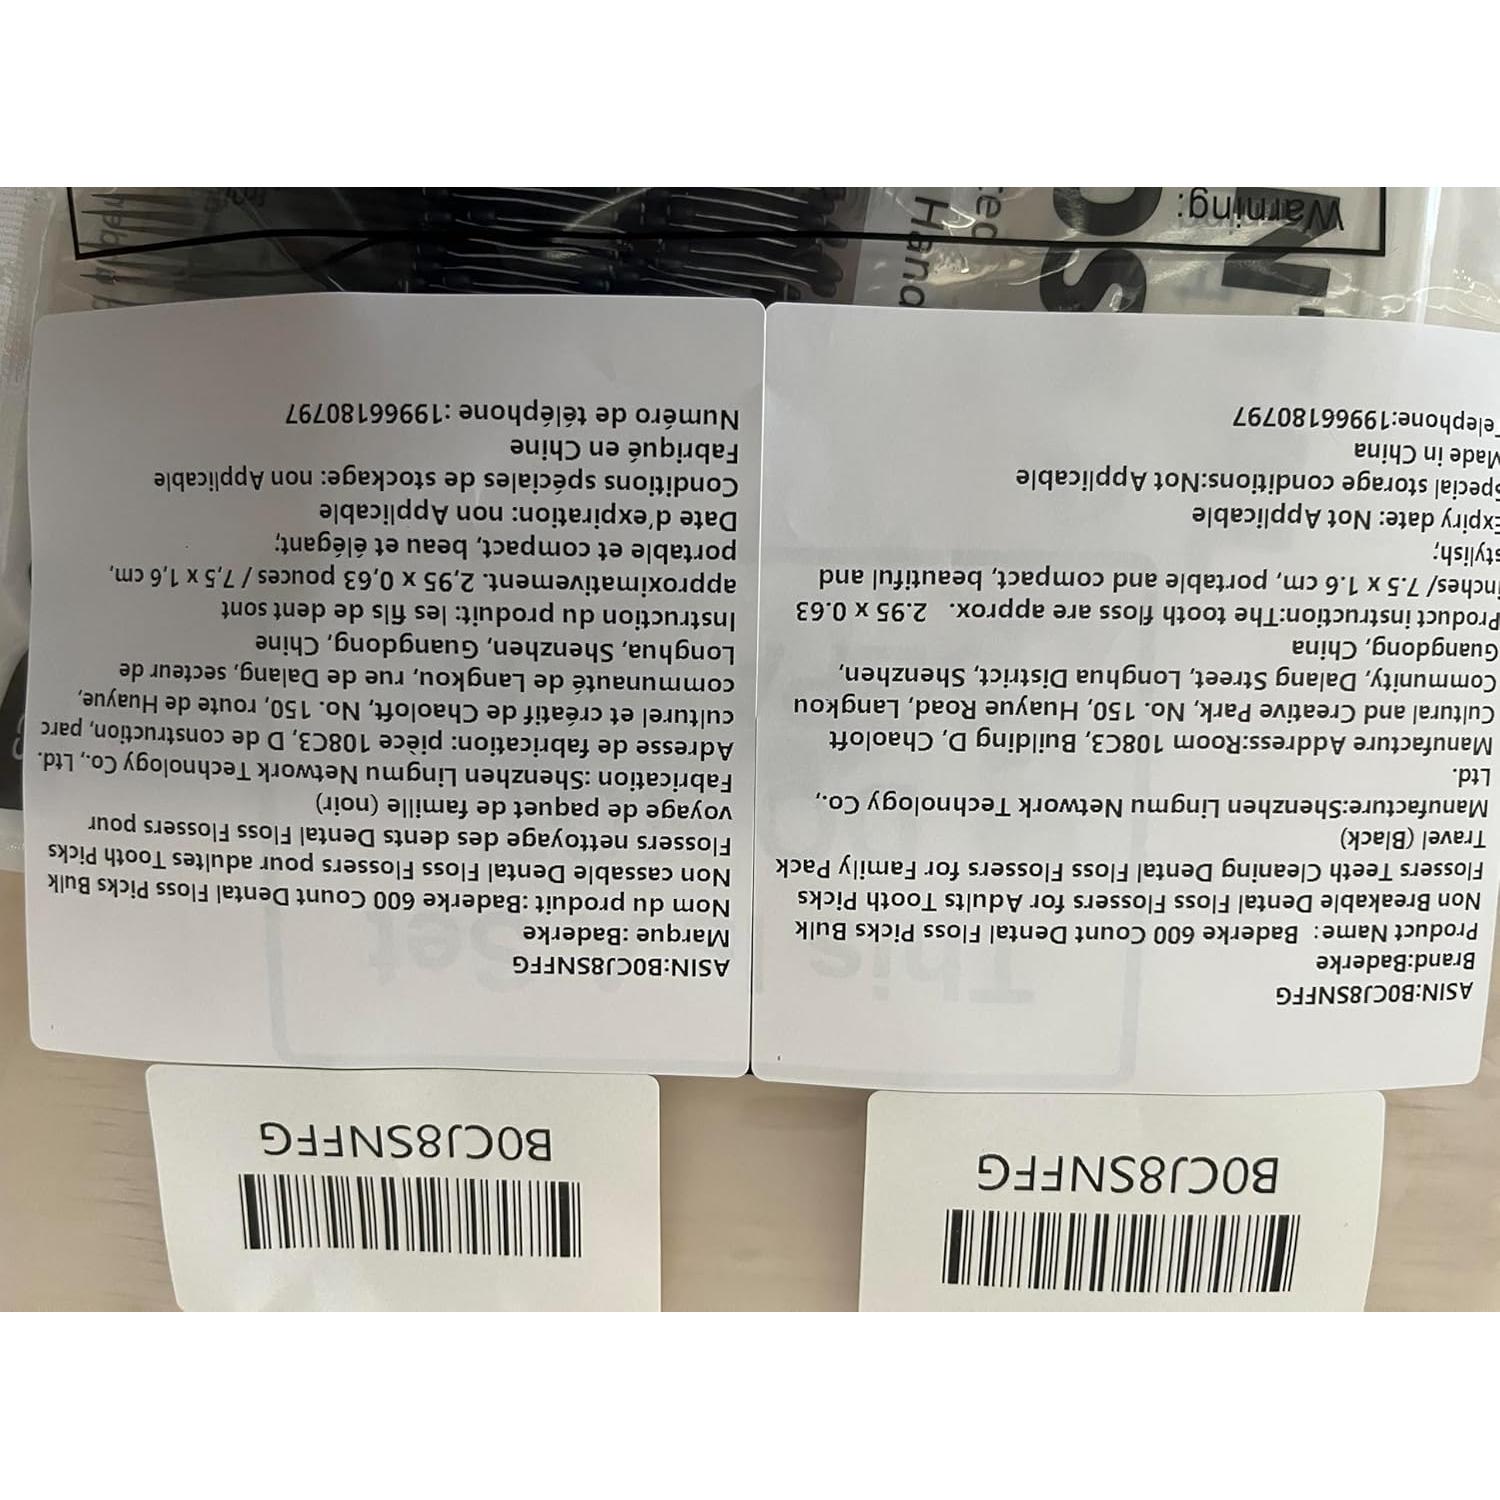 B0CJ8SNFFG
B0CJ8SNFFG
ASIN:B0CJ8SNFFG
Brand:Baderke
Product Name: Baderke 600 Count Dental Floss Picks Bulk
Non Breakable Dental Floss Flossers for Adults Tooth Picks
Flossers Teeth Cleaning Dental Floss Flossers for Family Pack
Travel (Black)
Manufacture:Shenzhen Lingmu Network Technology Co.,
Ltd.
Manufacture Address:Room 108C3, Building D, Chaoloft
Cultural and Creative Park, No. 150, Huayue Road, Langkou
Community, Dalang Street, Longhua District, Shenzhen,
Guangdong, China
Product instruction:The tooth floss are approx. 2.95 x 0.63
inches/ 7.5 x 1.6 cm, portable and compact, beautiful and
stylish;
Expiry date: Not Applicable
Special storage conditions:Not Applicable
Made in China
Telephone:19966180797
ASIN:B0CJ8SNFFG
Marque :Baderke
Nom du produit :Baderke 600 Count Dental Floss Picks Bulk
Non cassable Dental Floss Flossers pour adultes Tooth Picks
Flossers nettoyage des dents Dental Floss Flossers pour
voyage de paquet de famille (noir)
Fabrication :Shenzhen Lingmu Network Technology Co., Ltd.
Adresse de fabrication: pièce 108C3, D de construction, parc
culturel et créatif de Chaoloft, No. 150, route de Huayue,
communauté de Langkou, rue de Dalang, secteur de
Longhua, Shenzhen, Guangdong, Chine
Instruction du produit: les fils de dent sont
approximativement. 2,95 x 0,63 pouces / 7,5 x 1,6 cm,
portable et compact, beau et élégant;
Date d'expiration: non Applicable
Conditions spéciales de stockage: non Applicable
Fabriqué en Chine
Numéro de téléphone :19966180797
This
Set
Warning:
Hand